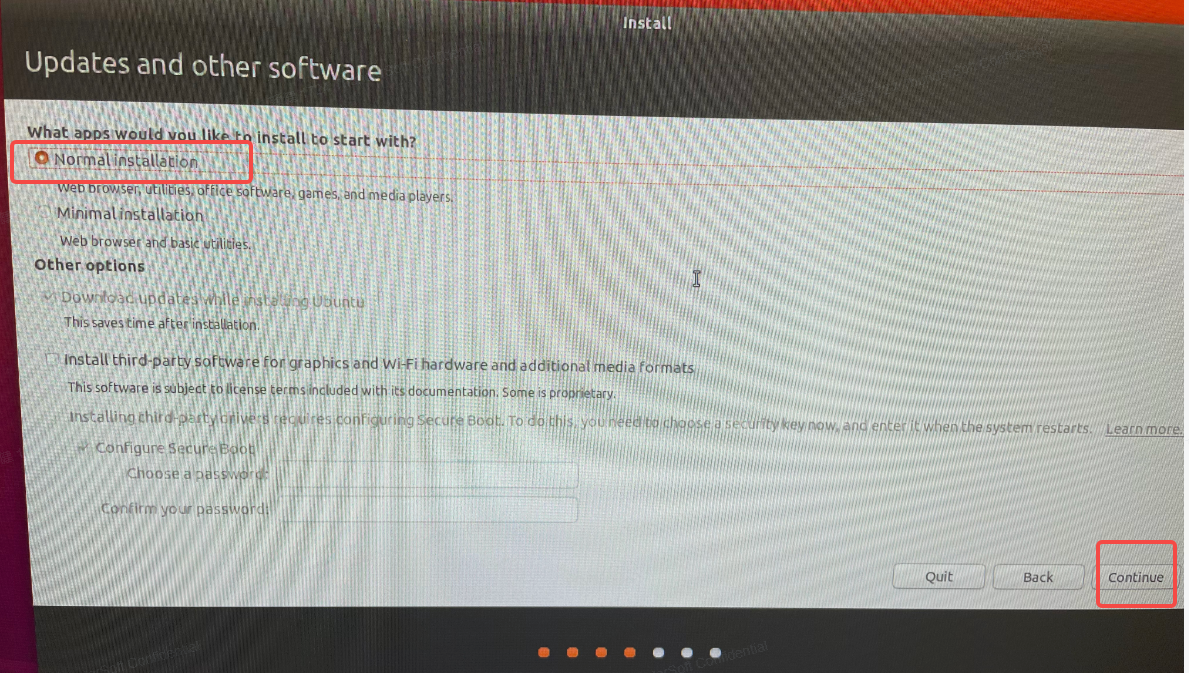 Install
Updates and other software
What apps would you like to install to start with?
Normal installation
Web browser, utilities, office software, games, and media players.
Minimal installation
Web browser and basic utilities.
Other options
Download updates while installing Ubuntu
This saves time after installation.
Install third-party software for graphics and Wi-Fi hardware and additional media formats
This software is subject to license terms included with its documentation. Some is proprietary.
Installing third-party drivers requires configuring Secure Boot. To do this, you need to choose a security key now, and enter it when the system restarts. Learn more.
Configure Secure Boot
Choose a password:
Confirm your password:
Quit Back Continue